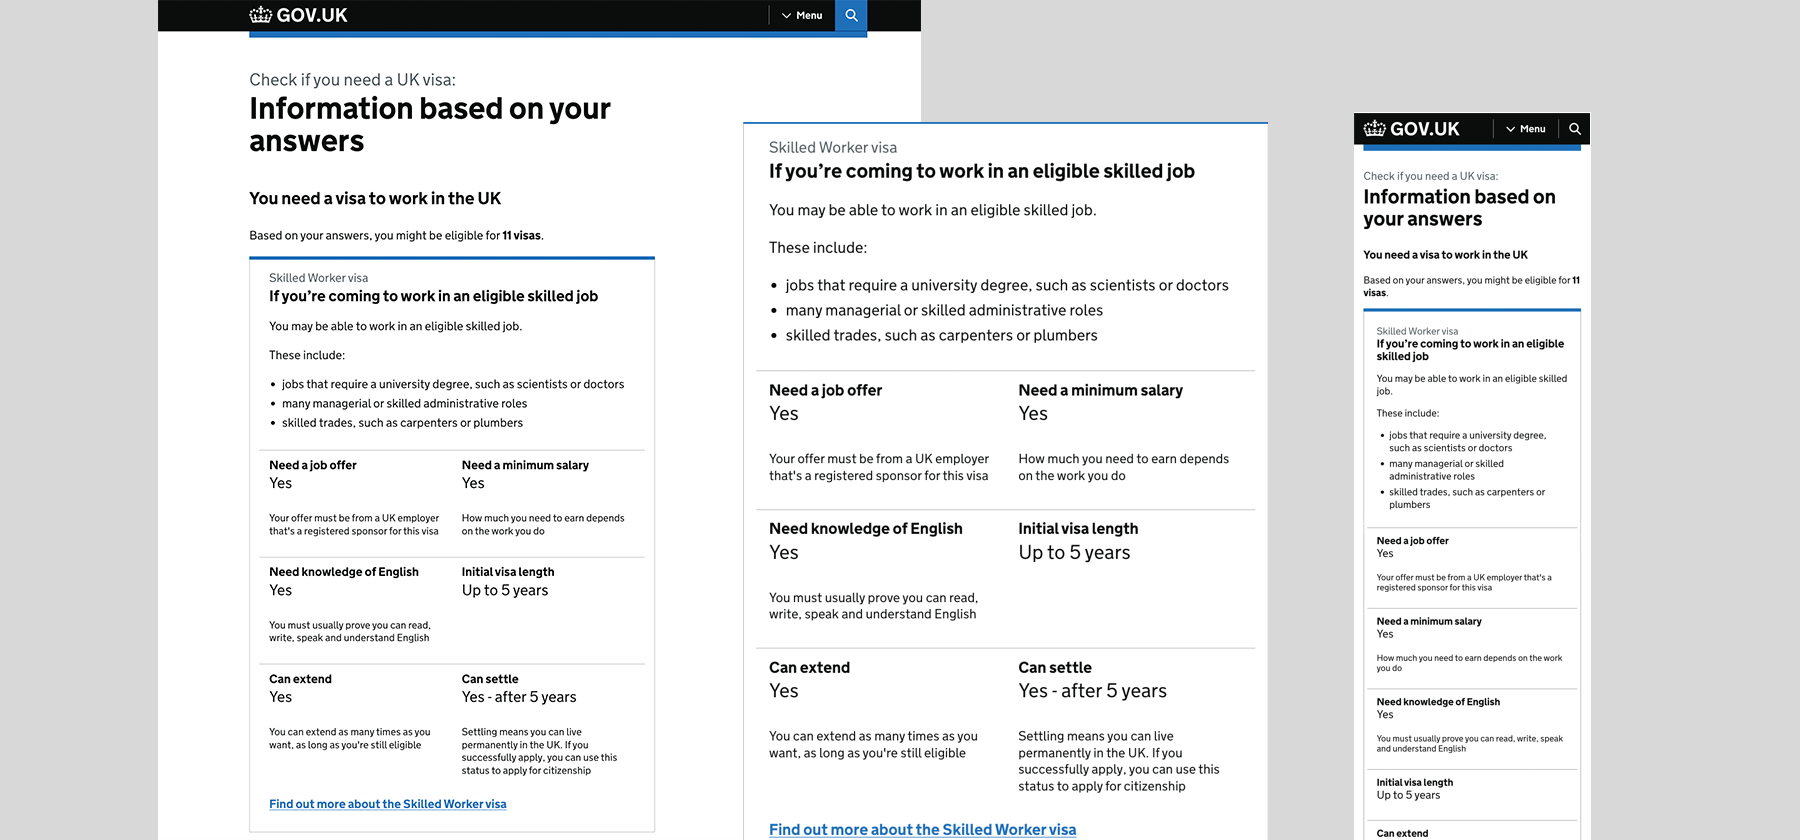 GOV.UK
Menu
Check if you need a UK visa:
Information based on your
answers
You need a visa to work in the UK
Based on your answers, you might be eligible for 11 visas.
Skilled Worker visa
If you’re coming to work in an eligible skilled job
You may be able to work in an eligible skilled job.
These include:
• jobs that require a university degree, such as scientists or doctors
• many managerial or skilled administrative roles
• skilled trades, such as carpenters or plumbers
Need a job offer
Yes
Your offer must be from a UK employer
that's a registered sponsor for this visa
Need a minimum salary
Yes
How much you need to earn depends
on the work you do
Need knowledge of English
Yes
You must usually prove you can read,
write, speak and understand English
Initial visa length
Up to 5 years
Can extend
Yes
You can extend as many times as you
want, as long as you're still eligible
Can settle
Yes - after 5 years
Settling means you can live
permanently in the UK. If you
successfully apply, you can use this
status to apply for citizenship
Find out more about the Skilled Worker visa
Skilled Worker visa
If you’re coming to work in an eligible skilled job
You may be able to work in an eligible skilled job.
These include:
• jobs that require a university degree, such as scientists or doctors
• many managerial or skilled administrative roles
• skilled trades, such as carpenters or plumbers
Need a job offer
Yes
Your offer must be from a UK employer
that's a registered sponsor for this visa
Need a minimum salary
Yes
How much you need to earn depends
on the work you do
Need knowledge of English
Yes
You must usually prove you can read,
write, speak and understand English
Initial visa length
Up to 5 years
Can extend
Yes
You can extend as many times as you
want, as long as you're still eligible
Can settle
Yes - after 5 years
Settling means you can live
permanently in the UK. If you
successfully apply, you can use this
status to apply for citizenship
Find out more about the Skilled Worker visa
GOV.UK
Menu
Check if you need a UK visa:
Information based on
your answers
You need a visa to work in the UK
Based on your answers, you might be eligible for 11
visas.
Skilled Worker visa
If you’re coming to work in an eligible
skilled job
You may be able to work in an eligible skilled
job.
These include:
• jobs that require a university degree,
such as scientists or doctors
• many managerial or skilled
administrative roles
• skilled trades, such as carpenters or
plumbers
Need a job offer
Yes
Your offer must be from a UK employer that's a
registered sponsor for this visa
Need a minimum salary
Yes
How much you need to earn depends on the work
you do
Need knowledge of English
Yes
You must usually prove you can read, write, speak
and understand English
Initial visa length
Up to 5 years
Can extend